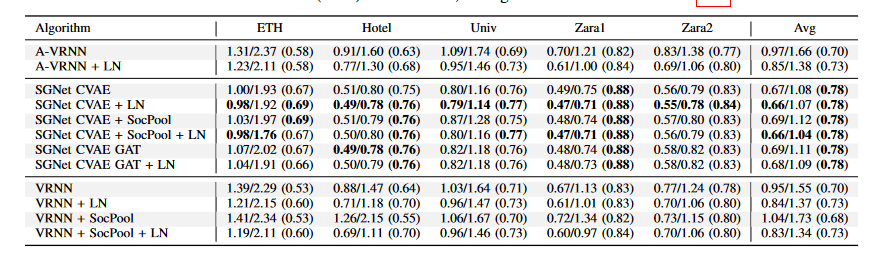 Algorithm ETH Hotel Univ Zara1 Zara2 Avg
A-VRNN 1.31/2.37 (0.58) 0.91/1.60 (0.63) 1.09/1.74 (0.69) 0.70/1.21 (0.82) 0.83/1.38 (0.77) 0.97/1.66 (0.70)
A-VRNN + LN 1.23/2.11 (0.58) 0.77/1.30 (0.68) 0.95/1.46 (0.73) 0.61/1.00 (0.84) 0.69/1.06 (0.80) 0.85/1.38 (0.73)
SGNet CVAE 1.00/1.93 (0.67) 0.51/0.80 (0.75) 0.80/1.16 (0.76) 0.49/0.75 (0.88) 0.56/0.79 (0.83) 0.67/1.08 (0.78)
SGNet CVAE + LN 0.98/1.92 (0.69) 0.49/0.78 (0.76) 0.79/1.14 (0.77) 0.47/0.71 (0.88) 0.55/0.78 (0.84) 0.66/1.07 (0.78)
SGNet CVAE + SocPool 1.03/1.97 (0.69) 0.51/0.79 (0.76) 0.87/1.28 (0.75) 0.48/0.74 (0.88) 0.57/0.80 (0.83) 0.69/1.12 (0.78)
SGNet CVAE + SocPool + LN 0.98/1.76 (0.67) 0.50/0.80 (0.76) 0.80/1.16 (0.77) 0.47/0.71 (0.88) 0.56/0.79 (0.83) 0.66/1.04 (0.78)
SGNet CVAE GAT 1.07/2.02 (0.67) 0.49/0.78 (0.76) 0.82/1.18 (0.76) 0.48/0.74 (0.88) 0.58/0.82 (0.83) 0.69/1.11 (0.78)
SGNet CVAE GAT + LN 1.04/1.91 (0.66) 0.50/0.79 (0.76) 0.82/1.18 (0.76) 0.48/0.73 (0.88) 0.58/0.82 (0.83) 0.68/1.09 (0.78)
VRNN 1.39/2.29 (0.53) 0.88/1.47 (0.64) 1.03/1.64 (0.71) 0.67/1.13 (0.83) 0.77/1.24 (0.78) 0.95/1.55 (0.70)
VRNN + LN 1.21/2.15 (0.60) 0.71/1.18 (0.70) 0.96/1.47 (0.73) 0.61/1.01 (0.83) 0.70/1.06 (0.80) 0.84/1.37 (0.73)
VRNN + SocPool 1.41/2.34 (0.53) 1.26/2.15 (0.55) 1.06/1.67 (0.70) 0.72/1.34 (0.82) 0.73/1.15 (0.80) 1.04/1.73 (0.68)
VRNN + SocPool + LN 1.19/2.11 (0.60) 0.69/1.11 (0.70) 0.96/1.46 (0.73) 0.60/0.97 (0.84) 0.70/1.06 (0.80) 0.83/1.34 (0.73)